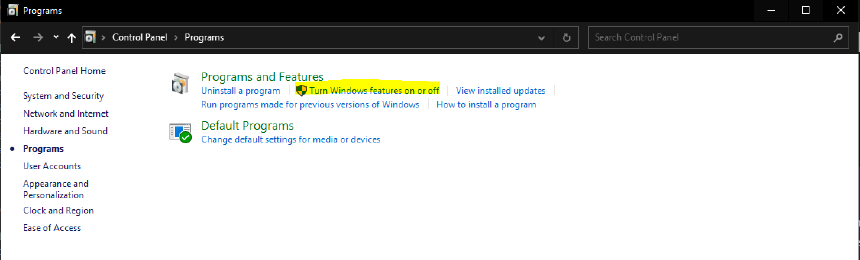 Programs
Control Panel > Programs
Search Control Panel
Control Panel Home
System and Security
Network and Internet
Hardware and Sound
Programs
User Accounts
Appearance and
Personalization
Clock and Region
Ease of Access
Programs and Features
Uninstall a program
Turn Windows features on or off
View installed updates
Run programs made for previous versions of Windows
How to install a program
Default Programs
Change default settings for media or devices